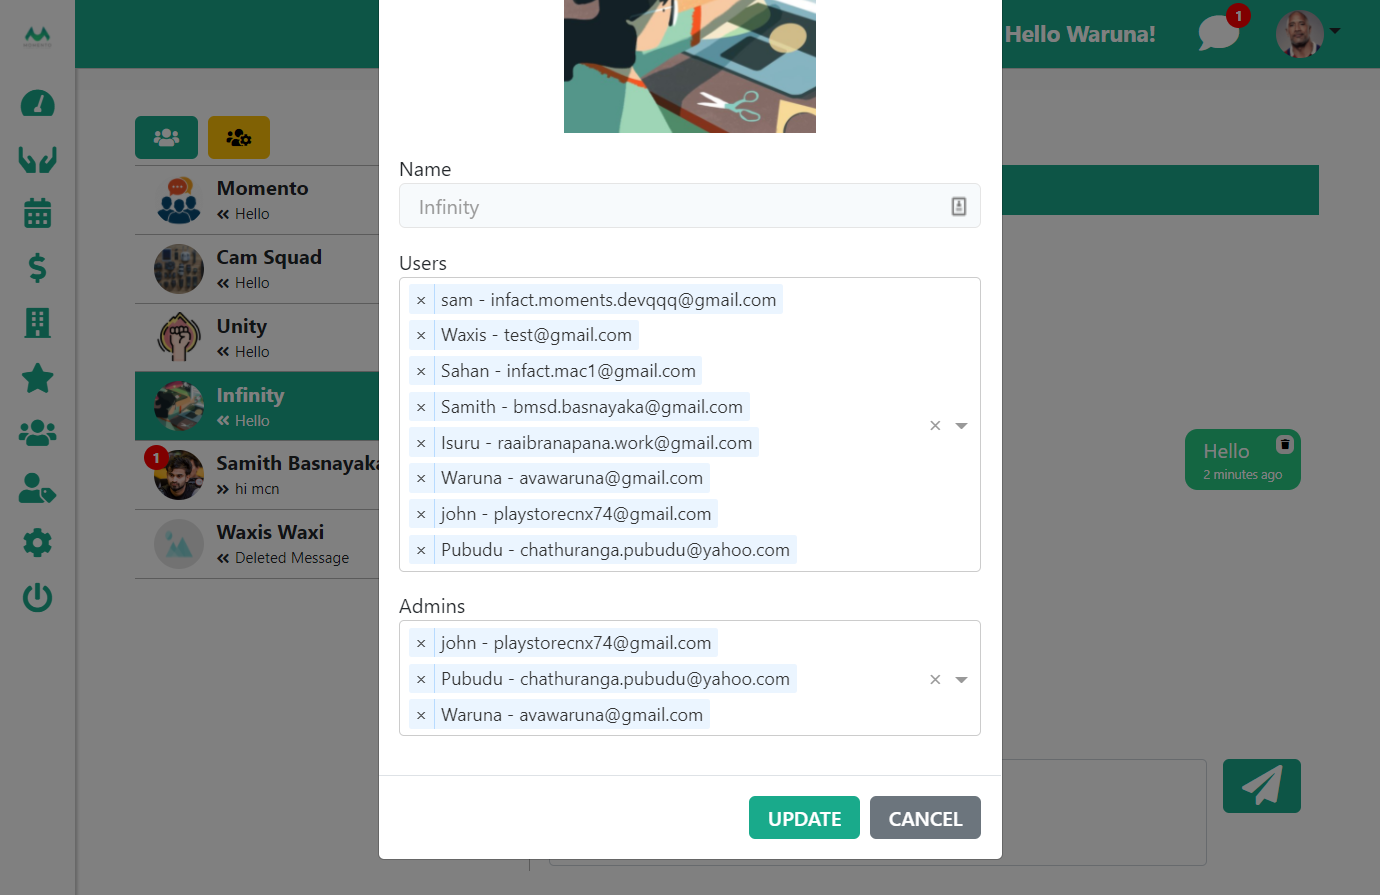 Hello Waruna!
1
Momento
Hello
Cam Squad
Hello
Unity
Hello
Infinity
Hello
1
Samith Basnayaka
hi mcn
Waxis Waxi
Deleted Message
Name
Infinity
Users
× sam - infact.moments.devqqq@gmail.com
× Waxis - test@gmail.com
× Sahan - infact.mac1@gmail.com
× Samith - bmsd.basnayaka@gmail.com
× Isuru - raaibranapana.work@gmail.com
× Waruna - avawaruna@gmail.com
× john - playstorecnx74@gmail.com
× Pubudu - chathuranga.pubudu@yahoo.com
Admins
× john - playstorecnx74@gmail.com
× Pubudu - chathuranga.pubudu@yahoo.com
× Waruna - avawaruna@gmail.com
UPDATE
CANCEL
Hello
2 minutes ago